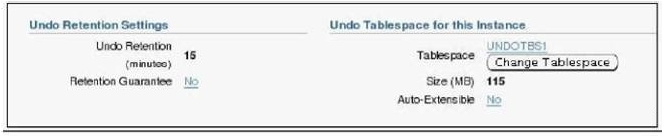 Undo Retention Settings
Undo Retention (minutes) 15
Retention Guarantee No
Undo Tablespace for this Instance
Tablespace UNDOTBS1
Change Tablespace
Size (MB) 115
Auto-Extensible No